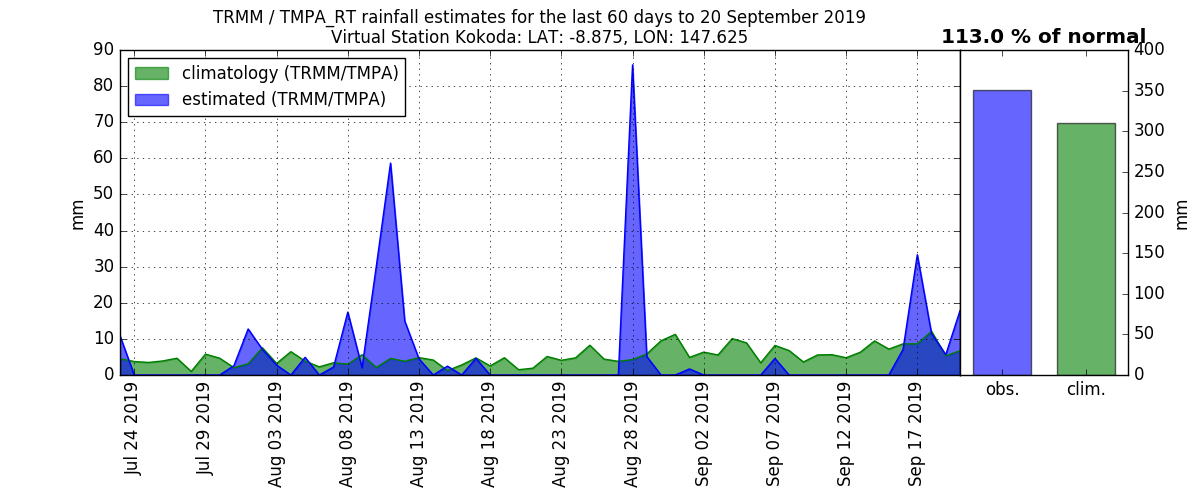 TRMM / TMPA_RT rainfall estimates for the last 60 days to 20 September 2019
Virtual Station Kokoda: LAT: -8.875, LON: 147.625
113.0 % of normal
climatology (TRMM/TMPA)
estimated (TRMM/TMPA)
90
80
70
60
50
40
30
20
10
0
mm
Jul 24 2019
Jul 29 2019
Aug 03 2019
Aug 08 2019
Aug 13 2019
Aug 18 2019
Aug 23 2019
Aug 28 2019
Sep 02 2019
Sep 07 2019
Sep 12 2019
Sep 17 2019
obs.
clim.
400
350
300
250
200
150
100
50
0
mm